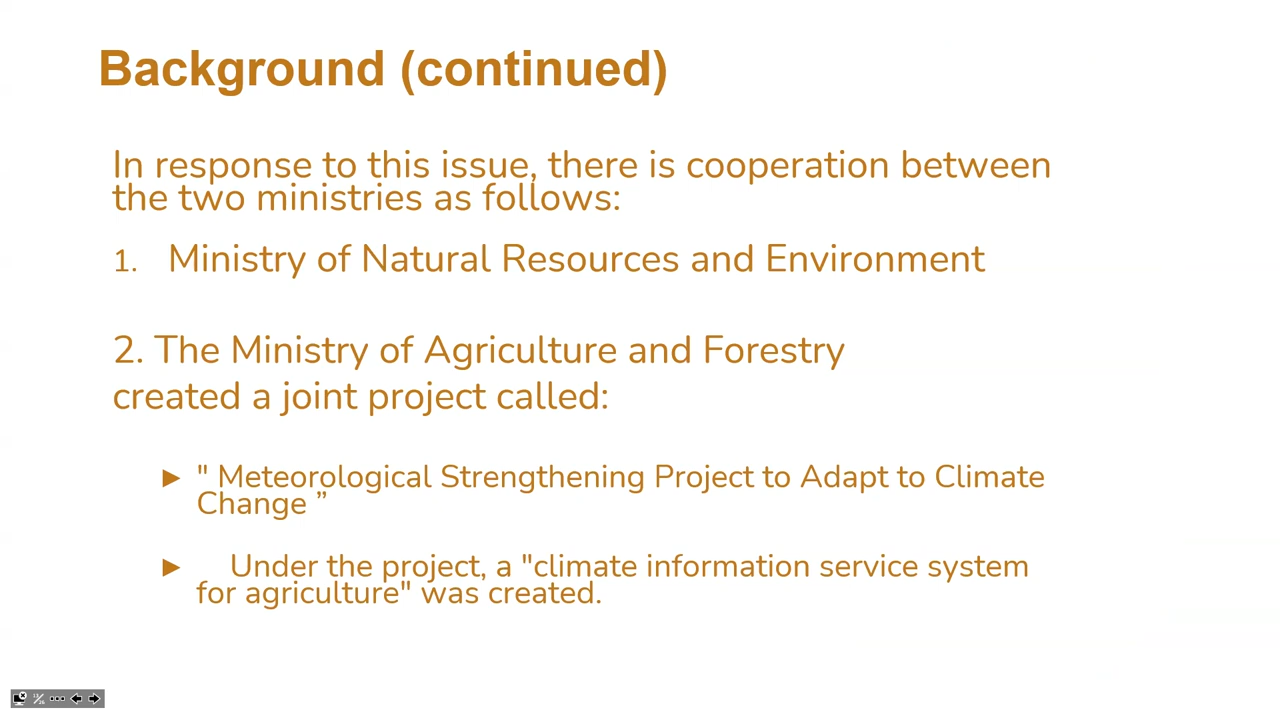 Background (continued)
In response to this issue, there is cooperation between
the two ministries as follows:
1. Ministry of Natural Resources and Environment
2. The Ministry of Agriculture and Forestry
created a joint project called:
► " Meteorological Strengthening Project to Adapt to Climate
Change ”
► Under the project, a "climate information service system
for agriculture" was created.